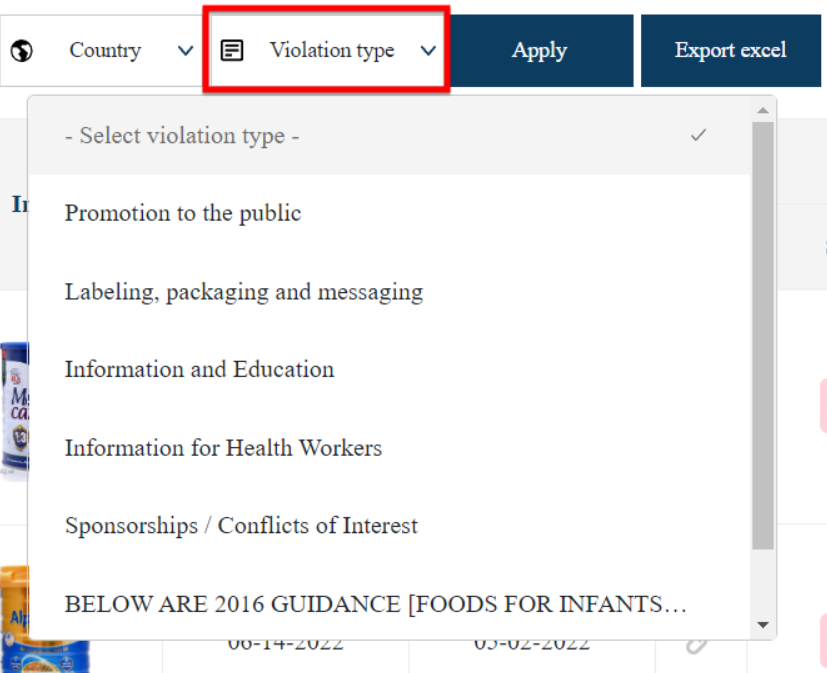 Country
Violation type
Apply
Export excel
- Select violation type -
Promotion to the public
Labeling, packaging and messaging
Information and Education
Information for Health Workers
Sponsorships / Conflicts of Interest
BELOW ARE 2016 GUIDANCE [FOODS FOR INFANTS…
06-14-2022
05-02-2022